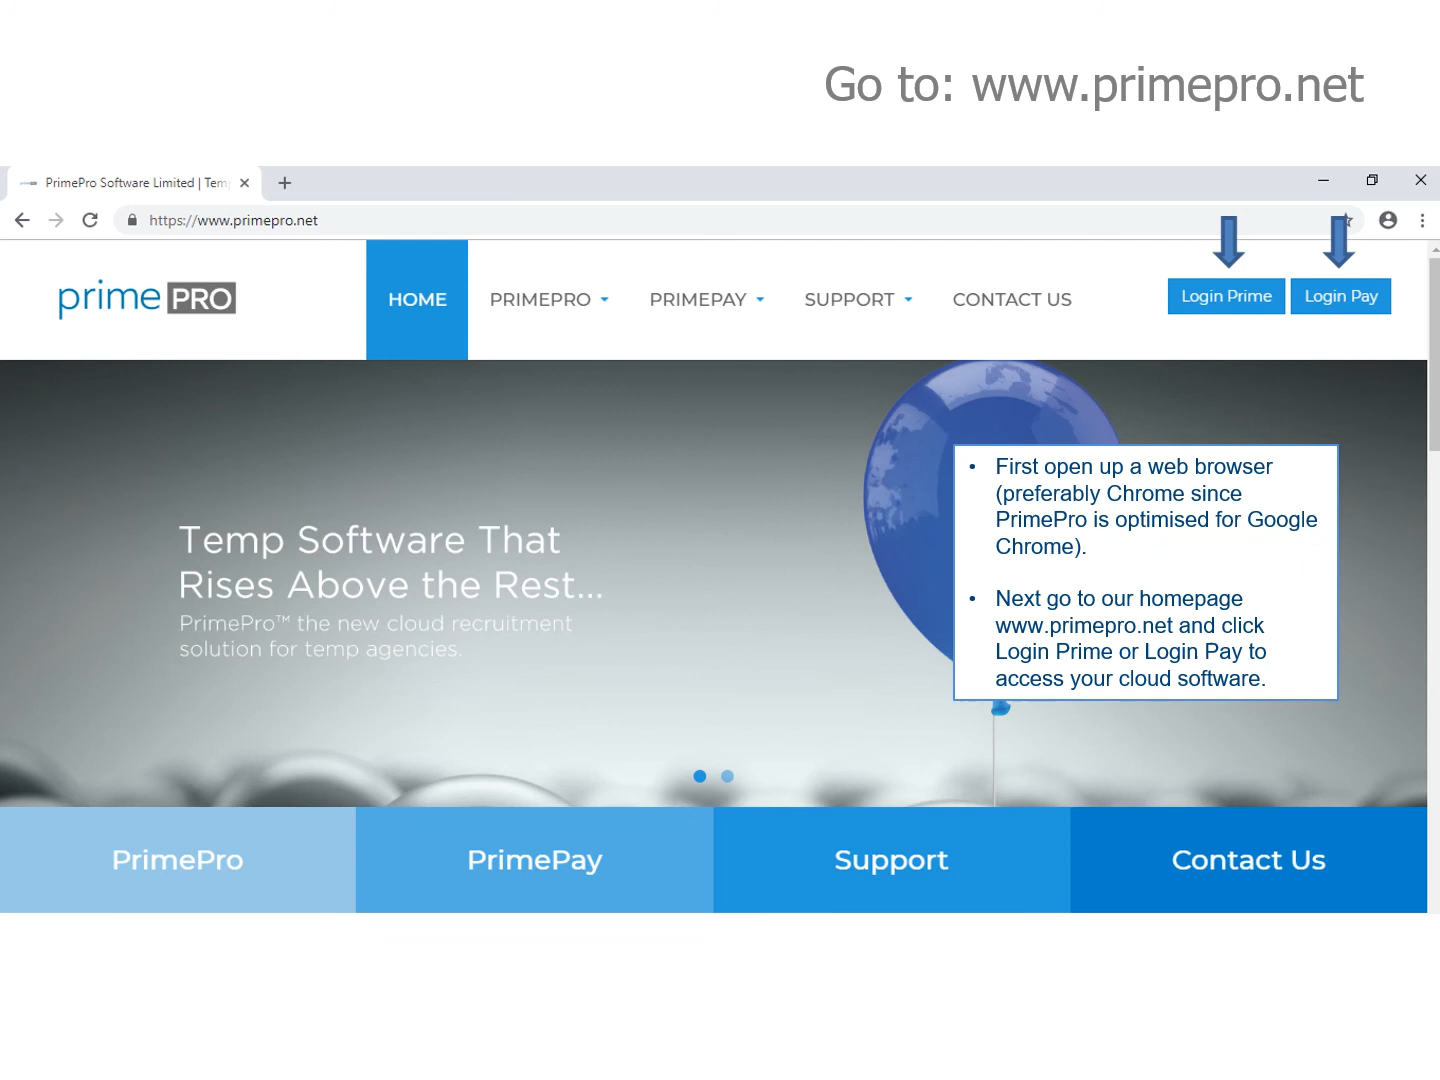 Go to: www.primepro.net
PrimePro Software Limited | Tem
https://www.primepro.net
prime PRO
HOME
PRIMEPRO
PRIMEPAY
SUPPORT
CONTACT US
Login Prime
Login Pay
Temp Software That
Rises Above the Rest...
PrimePro™ the new cloud recruitment
solution for temp agencies.
• First open up a web browser
(preferably Chrome since
PrimePro is optimised for Google
Chrome).
• Next go to our homepage
www.primepro.net and click
Login Prime or Login Pay to
access your cloud software.
PrimePro
PrimePay
Support
Contact Us